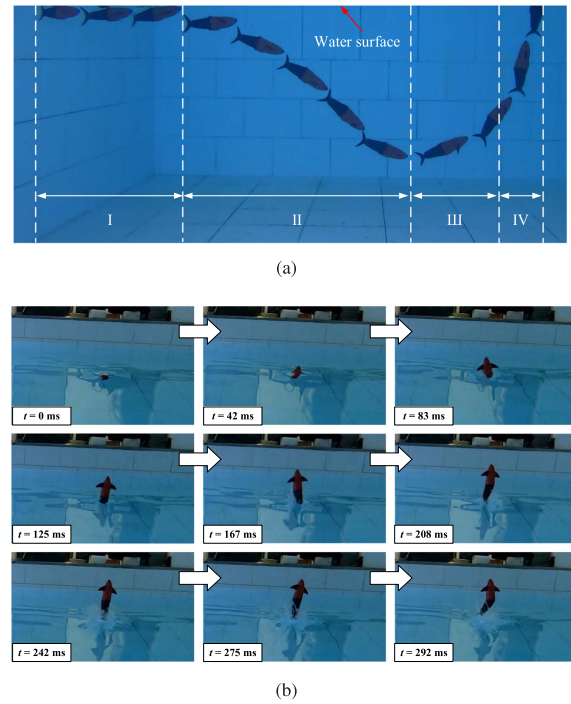 Water surface
I II III IV
(a)
t = 0 ms t = 42 ms t = 83 ms
t = 125 ms t = 167 ms t = 208 ms
t = 242 ms t = 275 ms t = 292 ms
(b)